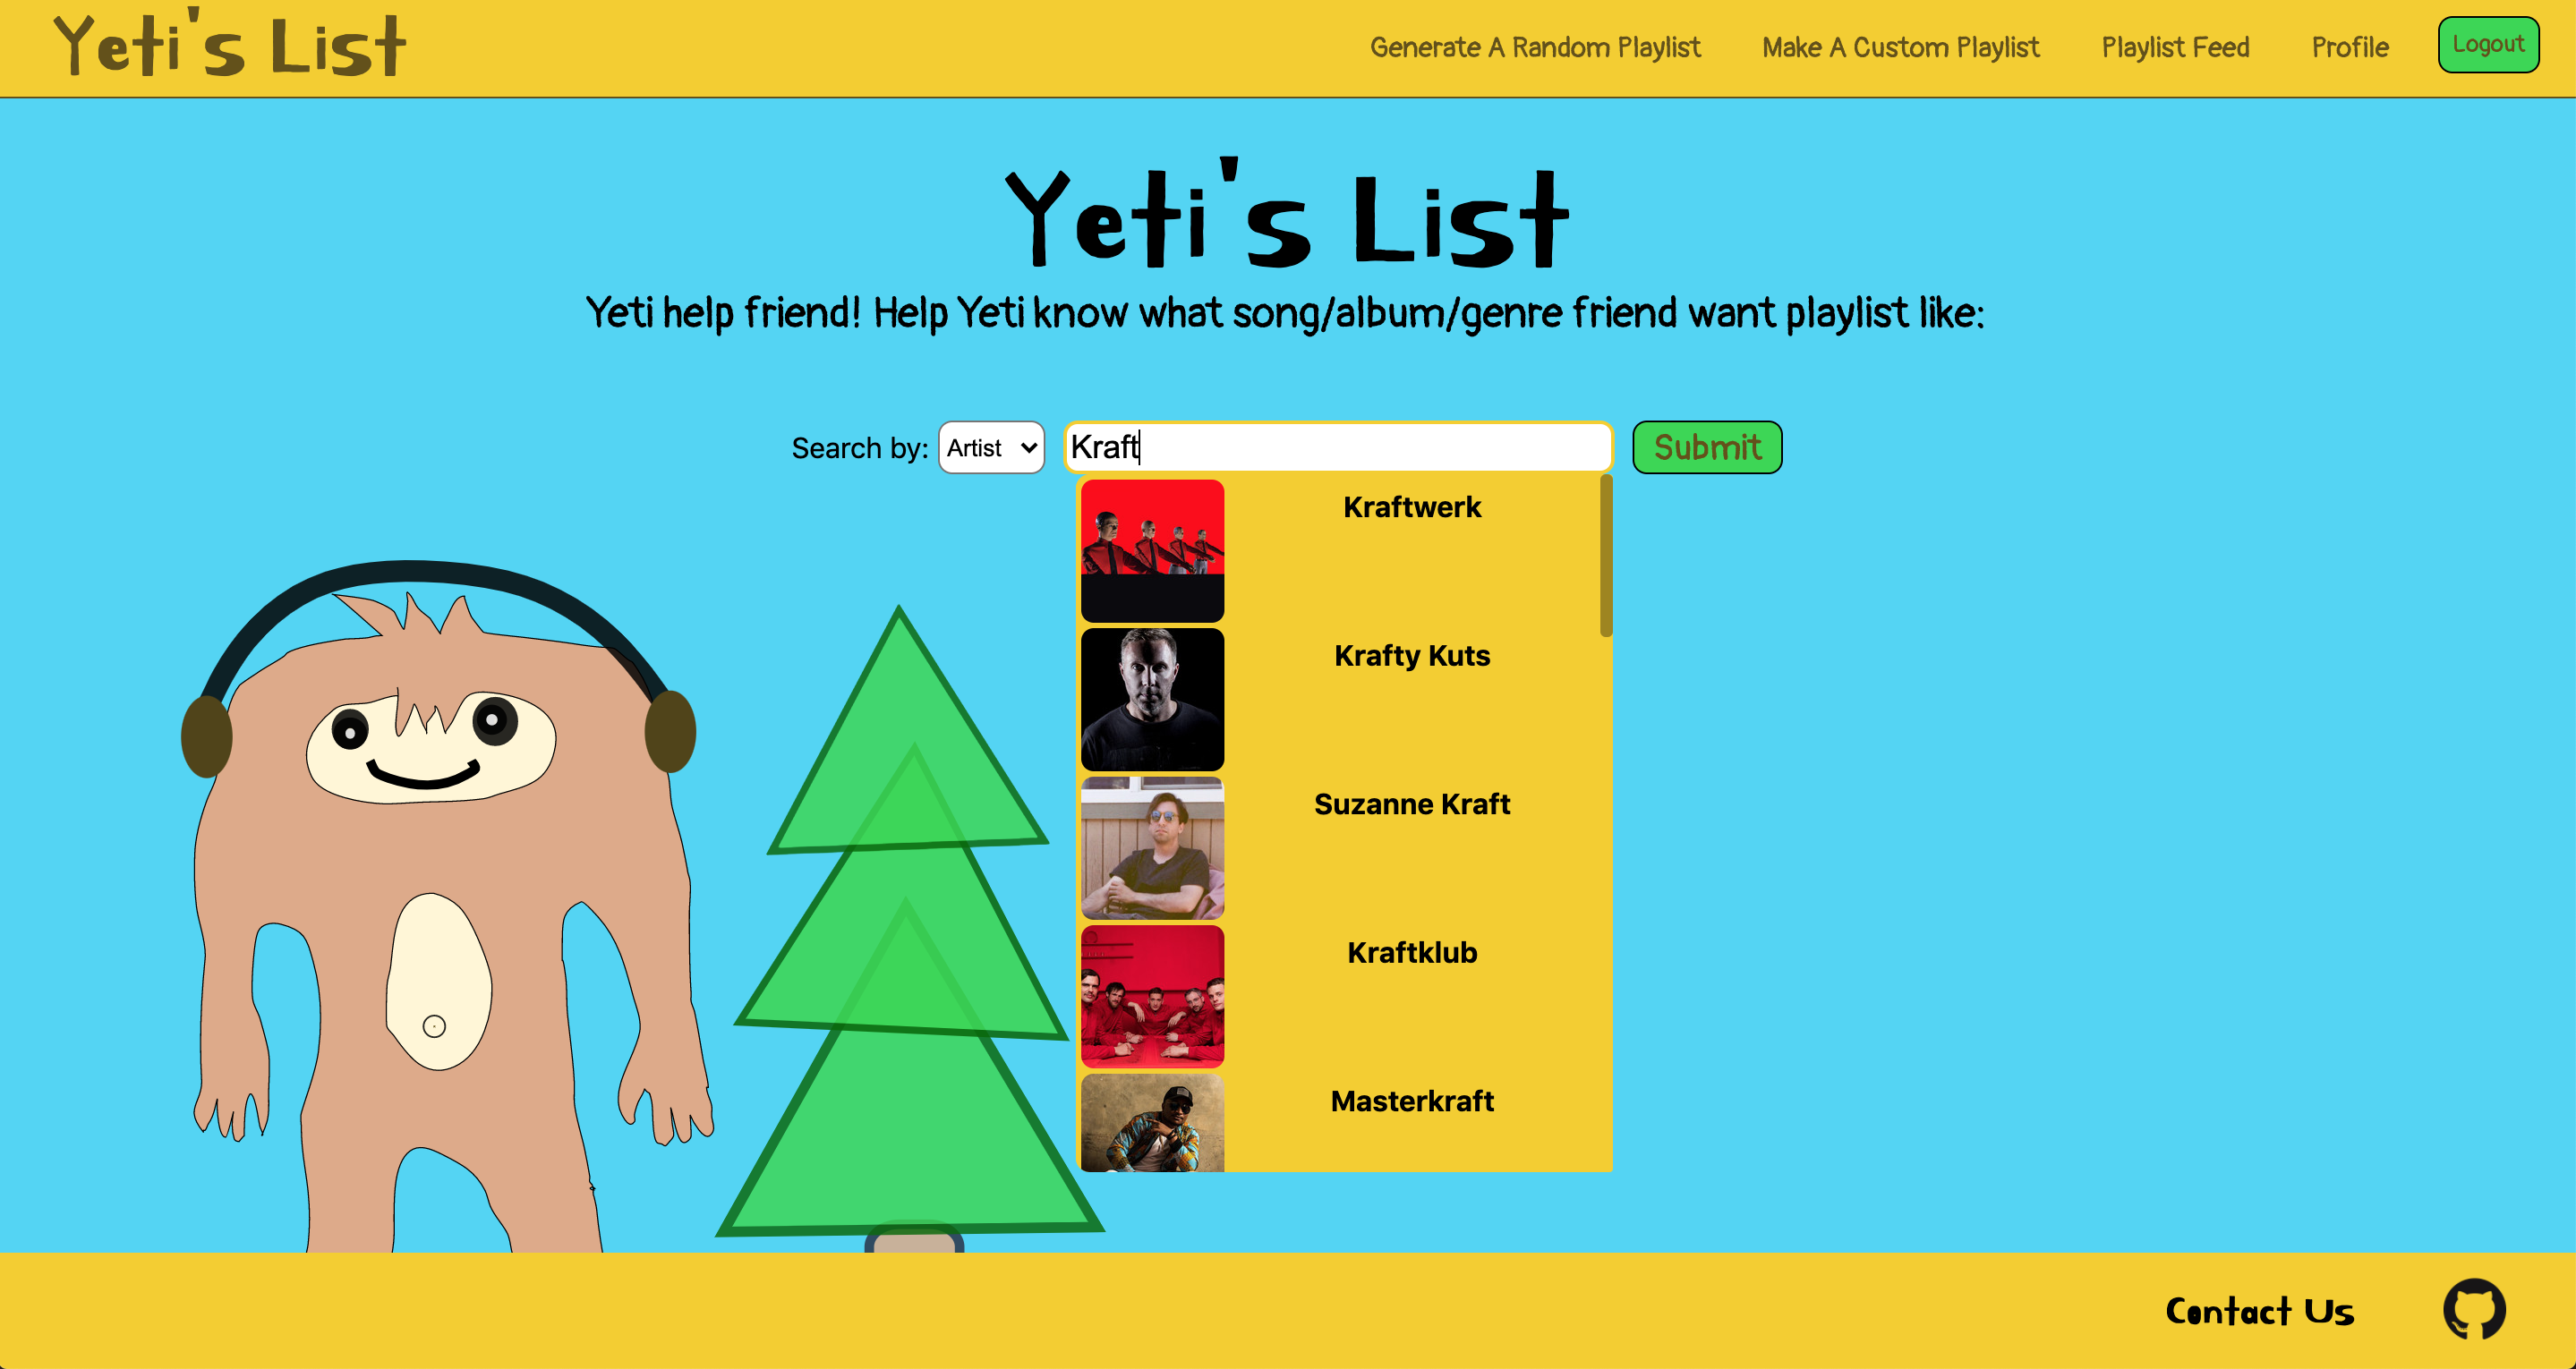 Yeti's List
Generate A Random Playlist
Make A Custom Playlist
Playlist Feed
Profile
Logout
Yeti's List
Yeti help friend! Help Yeti know what song/album/genre friend want playlist like:
Search by: Artist Kraft Submit
Kraftwerk
Krafty Kuts
Suzanne Kraft
Kraftklub
Masterkraft
Contact Us